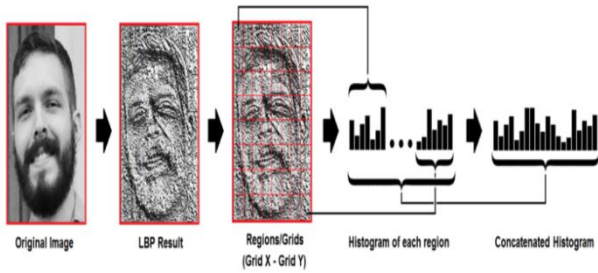 Original Image
LBP Result
Regions/Grids
(Grid X - Grid Y)
Histogram of each region
Concatenated Histogram